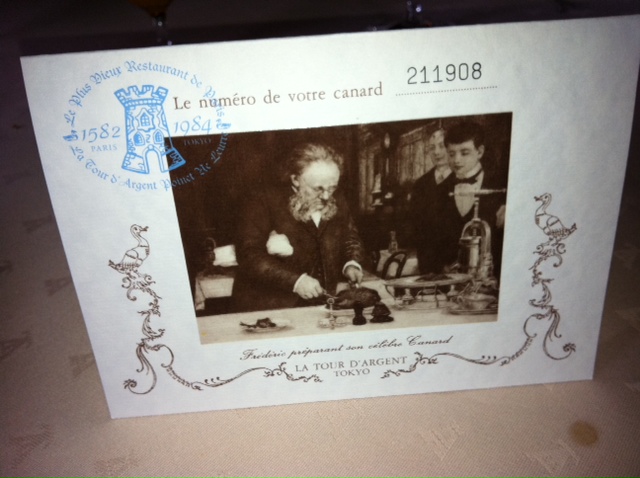 Le Plus Vieux Restaurant de Paris
1582 1984
PARIS TOKYO
La Tour d'Argent
Le numéro de votre canard 211908
Frédéric préparant son célèbre Canard
LA TOUR D'ARGENT
TOKYO